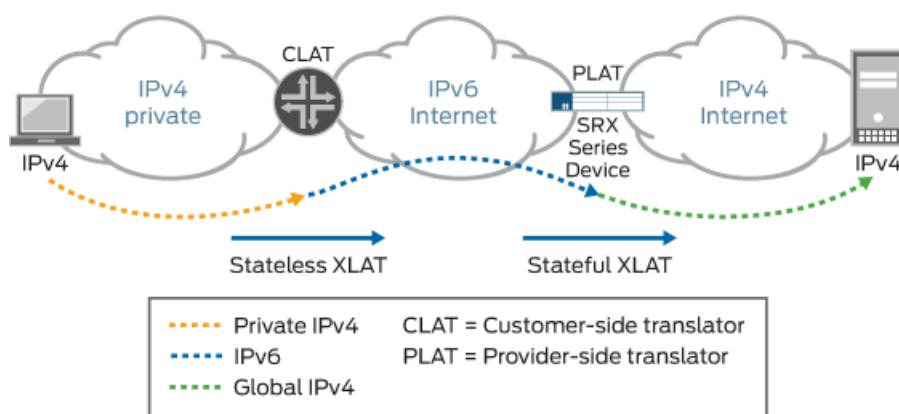 CLAT
IPv4
private
IPv6
Internet
PLAT
IPv4
Internet
SRX
Series
Device
IPv4
IPv4
Stateless XLAT
Stateful XLAT
Private IPv4
CLAT = Customer-side translator
IPv6
PLAT = Provider-side translator
Global IPv4